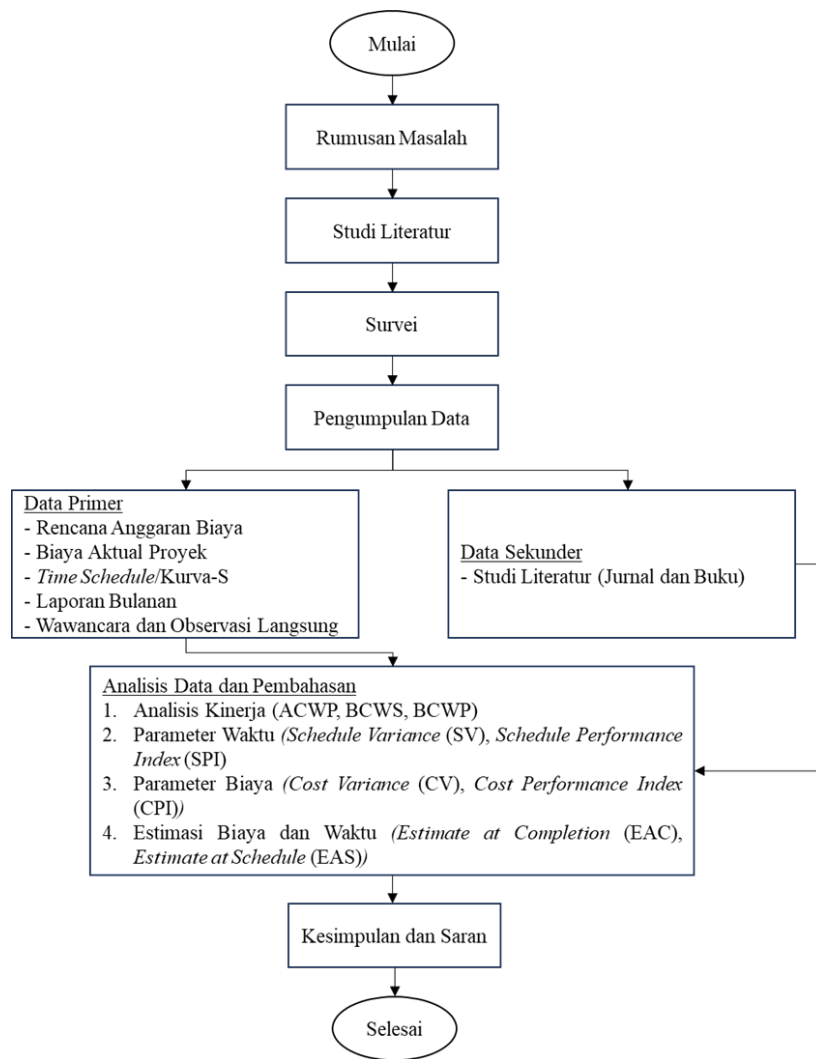 Mulai
Rumusan Masalah
Studi Literatur
Survei
Pengumpulan Data
Data Primer
- Rencana Anggaran Biaya
- Biaya Aktual Proyek
- Time Schedule/Kurva-S
- Laporan Bulanan
- Wawancara dan Observasi Langsung
Data Sekunder
- Studi Literatur (Jurnal dan Buku)
Analisis Data dan Pembahasan
1. Analisis Kinerja (ACWP, BCWS, BCWP)
2. Parameter Waktu (Schedule Variance (SV), Schedule Performance
Index (SPI)
3. Parameter Biaya (Cost Variance (CV), Cost Performance Index
(CPI))
4. Estimasi Biaya dan Waktu (Estimate at Completion (EAC),
Estimate at Schedule (EAS))
Kesimpulan dan Saran
Selesai